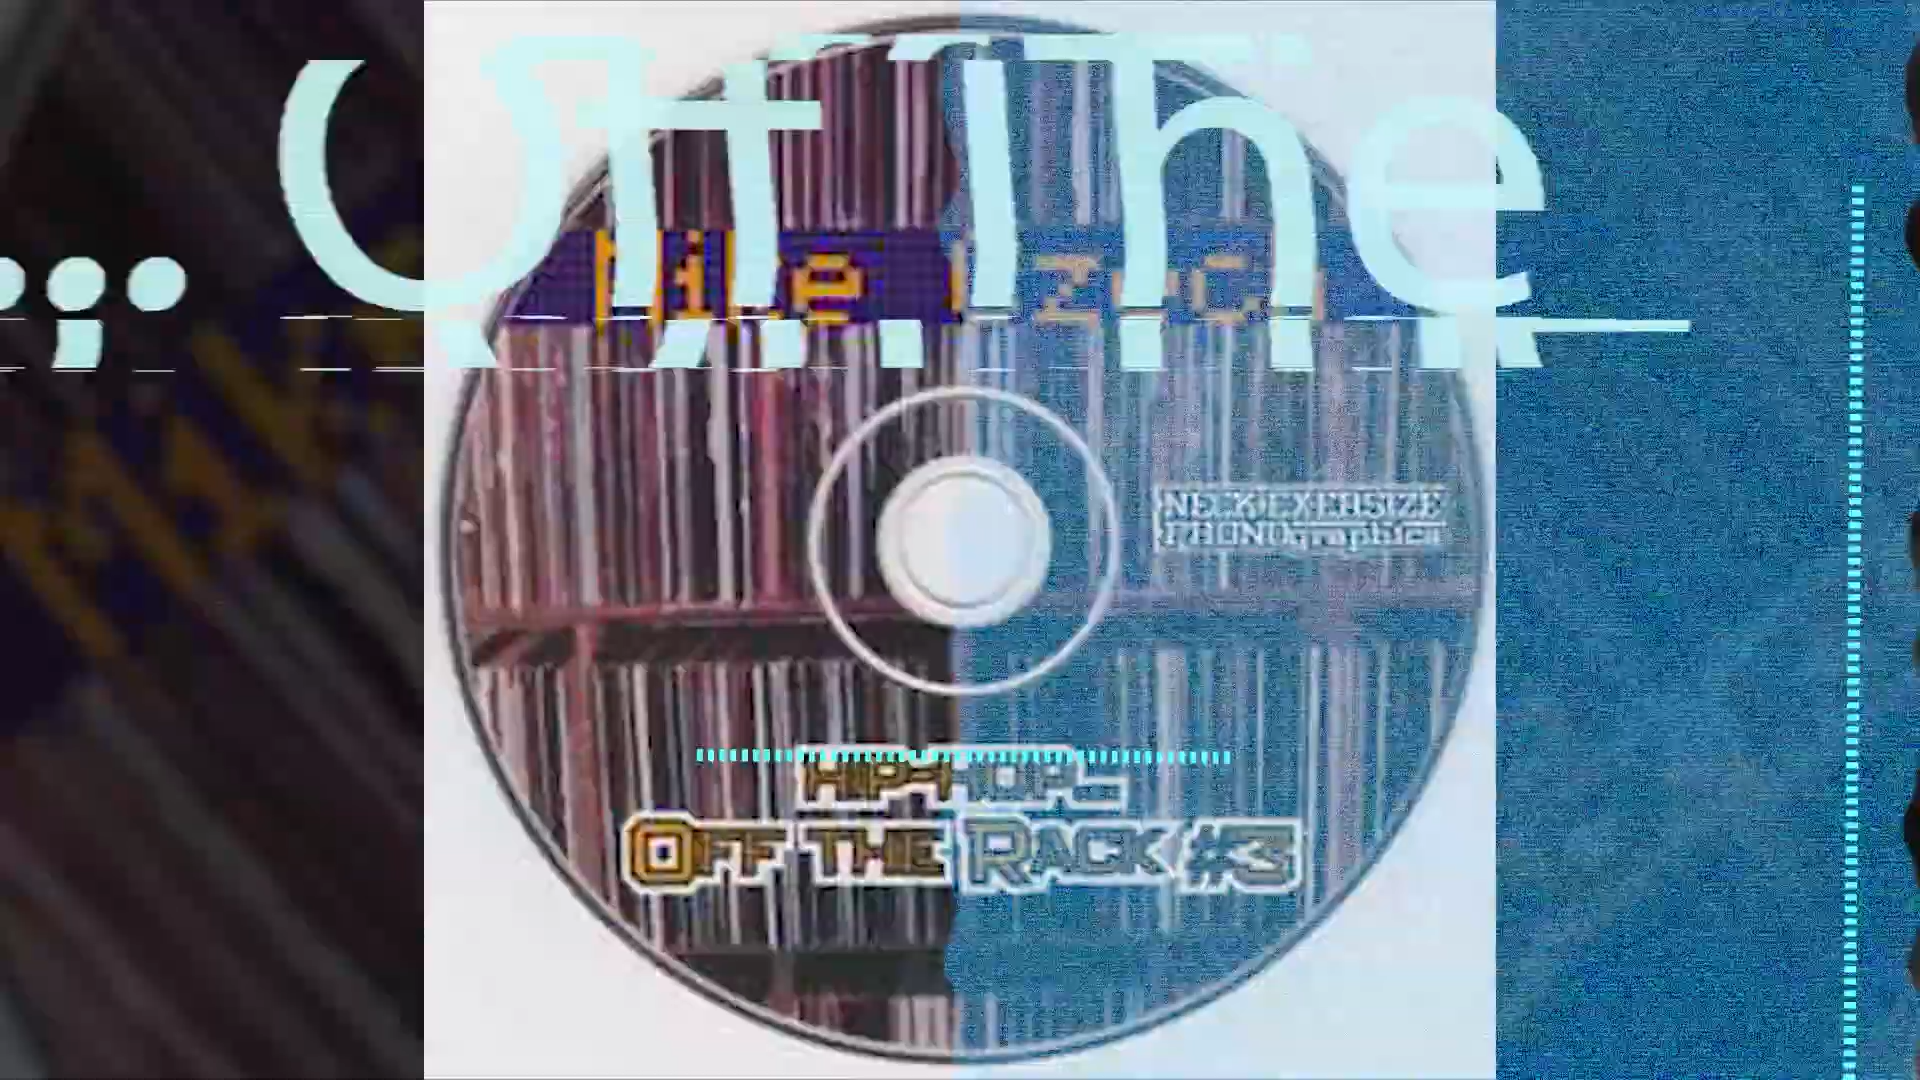 ... Off The
NECK EXERSIZE
PHONOgraphics
HIP-HOP...
OFF THE RACK #3